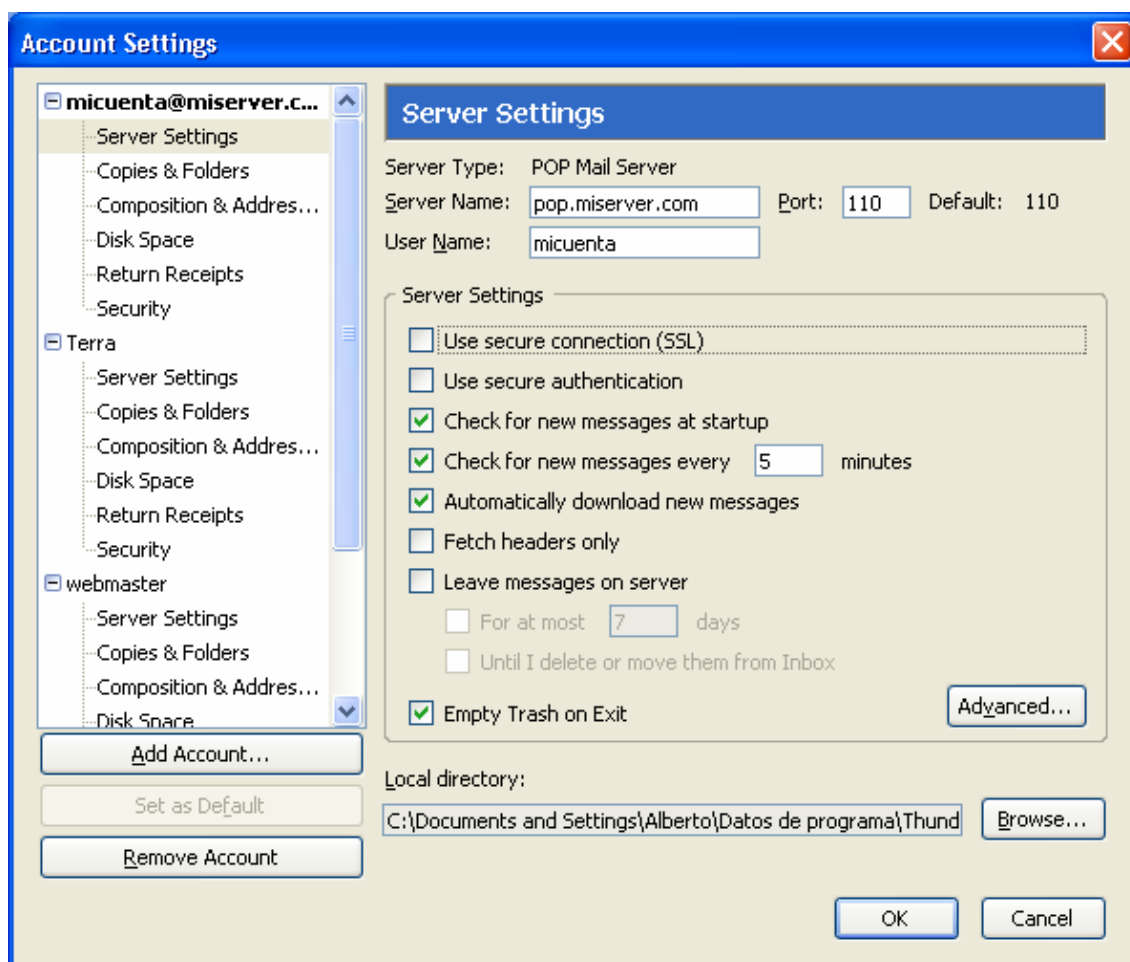 Account Settings
micuenta@miserver.c...
Server Settings
Copies & Folders
Composition & Addres...
Disk Space
Return Receipts
Security
Terra
Server Settings
Copies & Folders
Composition & Addres...
Disk Space
Return Receipts
Security
webmaster
Server Settings
Copies & Folders
Composition & Addres...
Disk Space
Add Account...
Set as Default
Remove Account
Server Settings
Server Type: POP Mail Server
Server Name: pop.miserver.com Port: 110 Default: 110
User Name: micuenta
Server Settings
Use secure connection (SSL)
Use secure authentication
Check for new messages at startup
Check for new messages every 5 minutes
Automatically download new messages
Fetch headers only
Leave messages on server
For at most 7 days
Until I delete or move them from Inbox
Empty Trash on Exit Advanced...
Local directory:
C:\Documents and Settings\Alberto\Datos de programa\Thund Browse...
OK Cancel